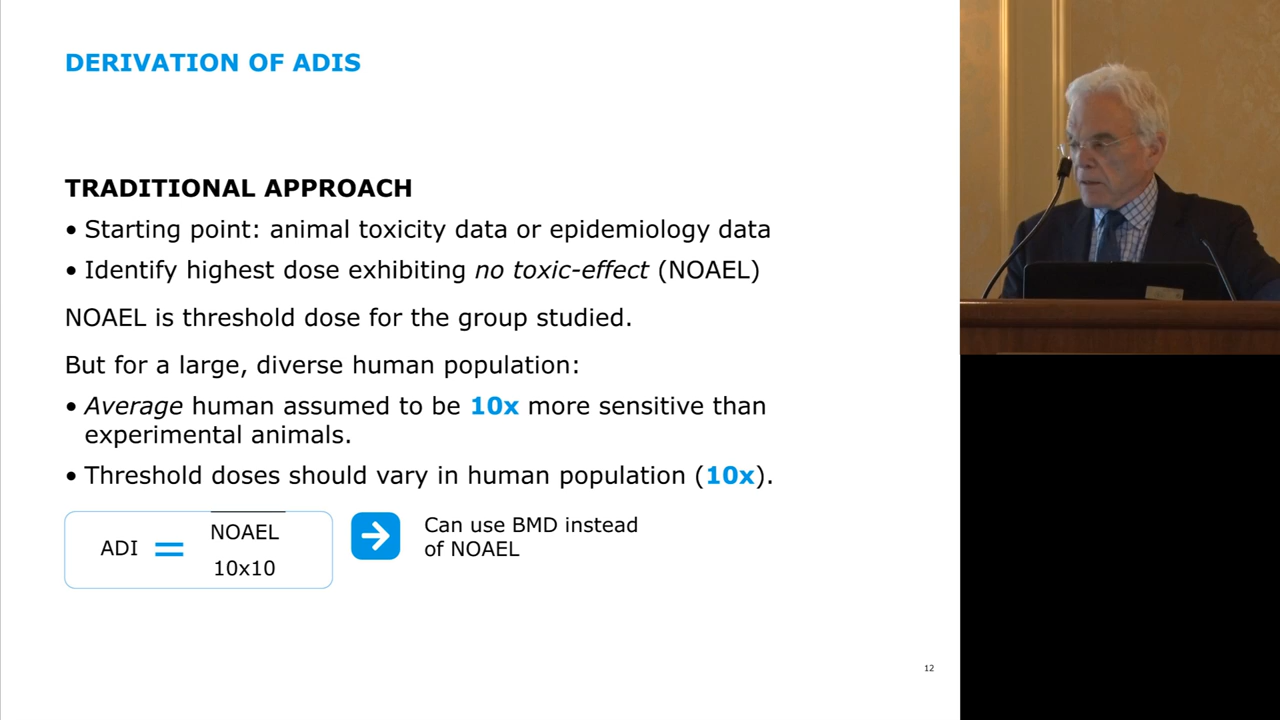 DERIVATION OF ADIS
TRADITIONAL APPROACH
• Starting point: animal toxicity data or epidemiology data
• Identify highest dose exhibiting no toxic-effect (NOAEL)
NOAEL is threshold dose for the group studied.
But for a large, diverse human population:
• Average human assumed to be 10x more sensitive than
experimental animals.
• Threshold doses should vary in human population (10x).
ADI = NOAEL
10x10
Can use BMD instead
of NOAEL
12